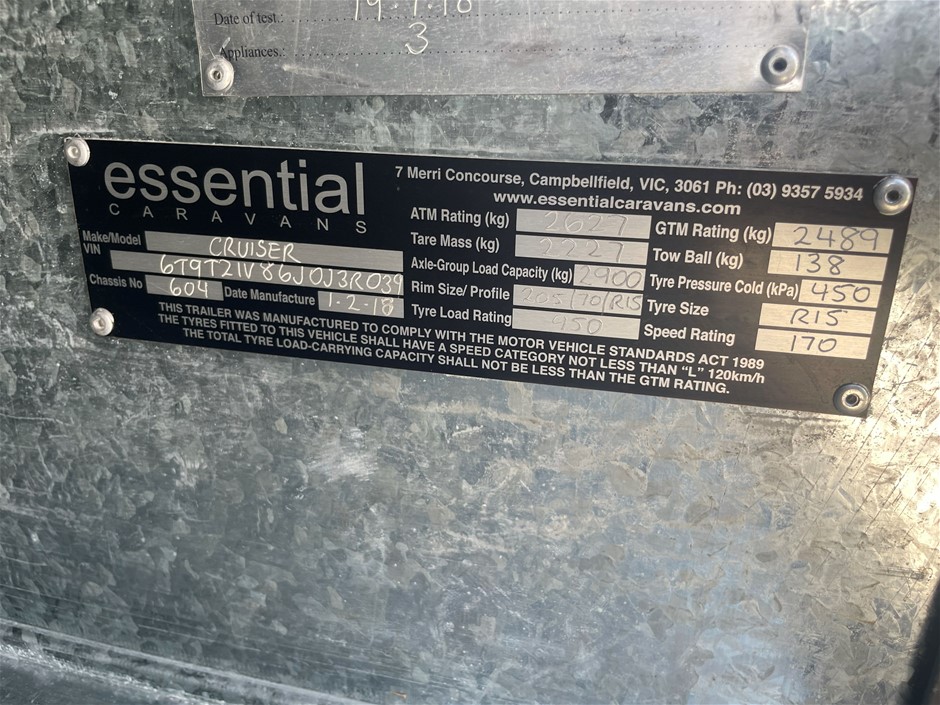 Date of test.: 19.1.18
Appliances.: 3
essential
CARAVANS
7 Merri Concourse, Campbellfield, VIC, 3061 Ph: (03) 9357 5934
www.essentialcaravans.com
Make/Model CRUISER
VIN 6T9T21V86J0J3R039
Chassis No 604 Date Manufacture 1-2-18
ATM Rating (kg) 2627 GTM Rating (kg) 2489
Tare Mass (kg) 2227 Tow Ball (kg) 138
Axle-Group Load Capacity (kg) 2900 Tyre Pressure Cold (kPa) 450
Rim Size/ Profile 205/70/R15 Tyre Size R15
Tyre Load Rating 950 Speed Rating 170
THIS TRAILER WAS MANUFACTURED TO COMPLY WITH THE MOTOR VEHICLE STANDARDS ACT 1989
THE TYRES FITTED TO THIS VEHICLE SHALL HAVE A SPEED CATEGORY NOT LESS THAN "L" 120km/h
THE TOTAL TYRE LOAD-CARRYING CAPACITY SHALL NOT BE LESS THAN THE GTM RATING.